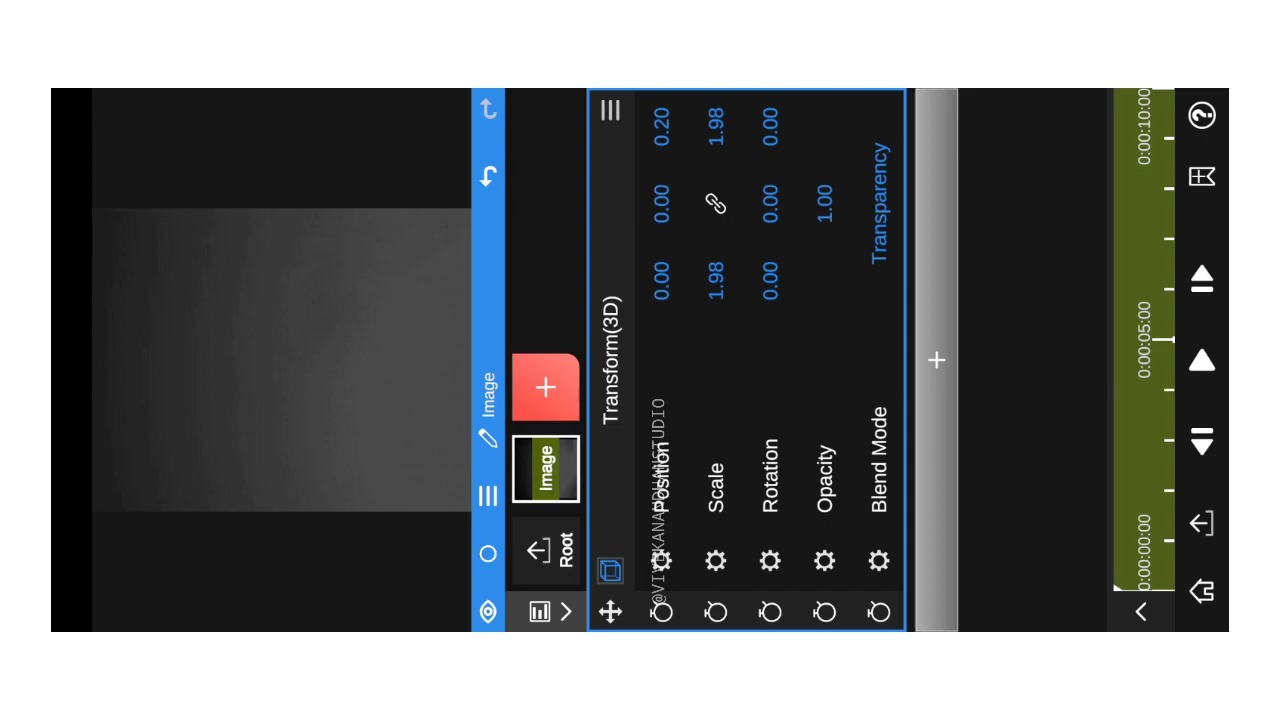 Image
Image
Root
Transform(3D)
Position 0.00 0.00 0.20
@VIVEKANANDHANSTUDIO
Scale 1.98 1.98
Rotation 0.00 0.00 0.00
Opacity 1.00
Blend Mode Transparency
0:00:00:00 0:00:05:00 0:00:10:00